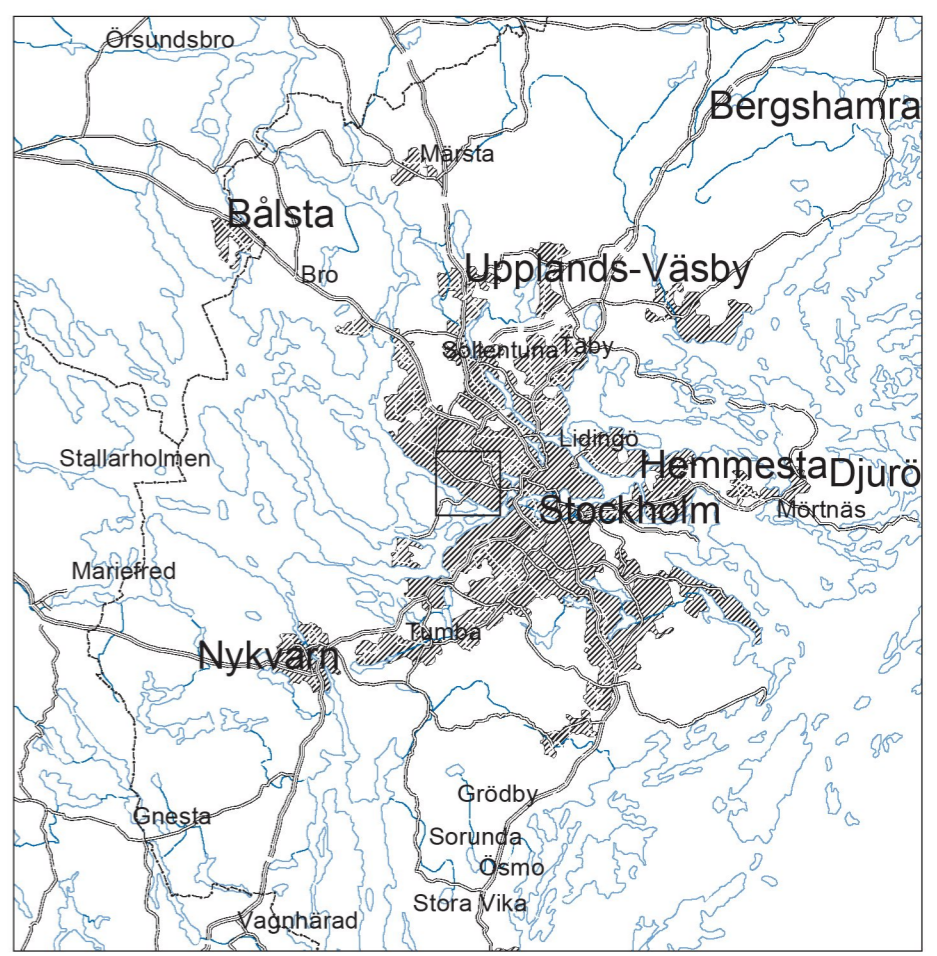 Örsundsbro
Bergshamra
Märsta
Bålsta
Upplands-Väsby
Bro
Sollentuna
Täby
Lidingö
Stallarholmen
Hemmesta
Djurö
Stockholm
Mörtnäs
Mariefred
Tumba
Nykvarn
Grödby
Gnesta
Sorunda
Ösmo
Stora Vika
Vagnhärad